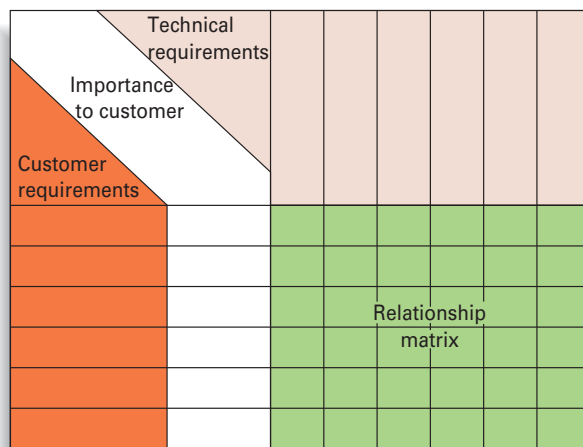 Technical
requirements
Importance
to customer
Customer
requirements
Relationship
matrix